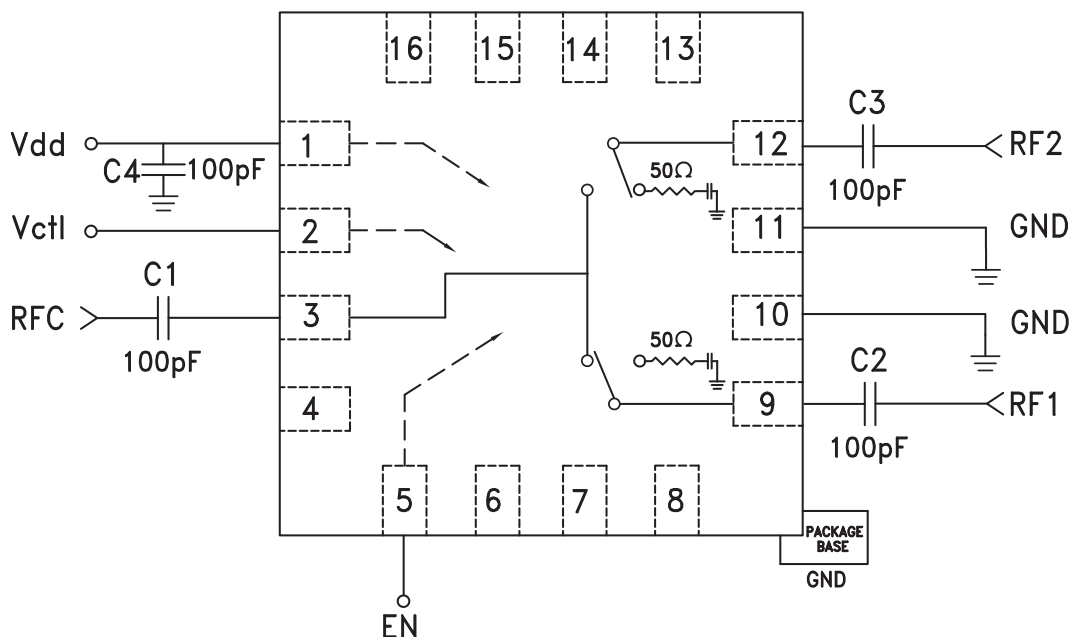 16 15 14 13
Vdd
C4
100pF
1
Vctl
2
C1
RFC
100pF
3
4
50Ω
50Ω
12
C3
100pF
RF2
11
GND
10
GND
9
C2
100pF
RF1
5 6 7 8
PACKAGE
BASE
GND
EN